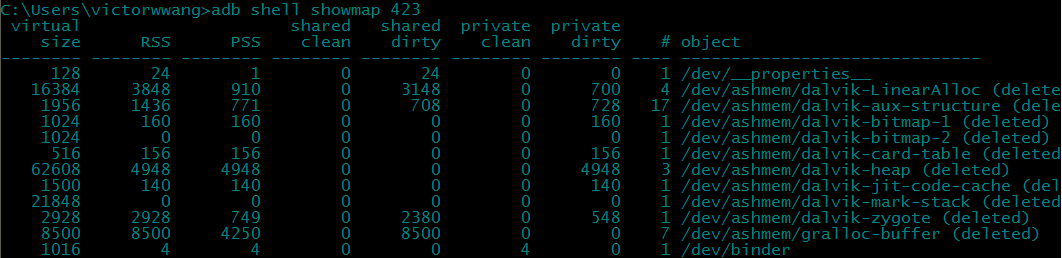 C:\Users\victorwwang>adb shell showmap 423
virtual                     shared   shared  private  private
size      RSS      PSS    clean    dirty    clean    dirty    # object
-------- -------- -------- -------- -------- -------- -------- ---- ------------------------------
128       24        1        0       24        0        0    1 /dev/__properties__
16384     3848      910        0     3148        0      700    4 /dev/ashmem/dalvik-LinearAlloc (delete
1956     1436      771        0      708        0      728   17 /dev/ashmem/dalvik-aux-structure (dele
1024      160      160        0        0        0      160    1 /dev/ashmem/dalvik-bitmap-1 (deleted)
1024        0        0        0        0        0        0    1 /dev/ashmem/dalvik-bitmap-2 (deleted)
516      156      156        0        0        0      156    1 /dev/ashmem/dalvik-card-table (deleted
62608     4948     4948        0        0        0     4948    3 /dev/ashmem/dalvik-heap (deleted)
1500      140      140        0        0        0      140    1 /dev/ashmem/dalvik-jit-code-cache (del
21848        0        0        0        0        0        0    1 /dev/ashmem/dalvik-mark-stack (deleted
2928     2928      749        0     2380        0      548    1 /dev/ashmem/dalvik-zygote (deleted)
8500     8500     4250        0     8500        0        0    7 /dev/ashmem/gralloc-buffer (deleted)
1016        4        4        0        0        4        0    1 /dev/binder